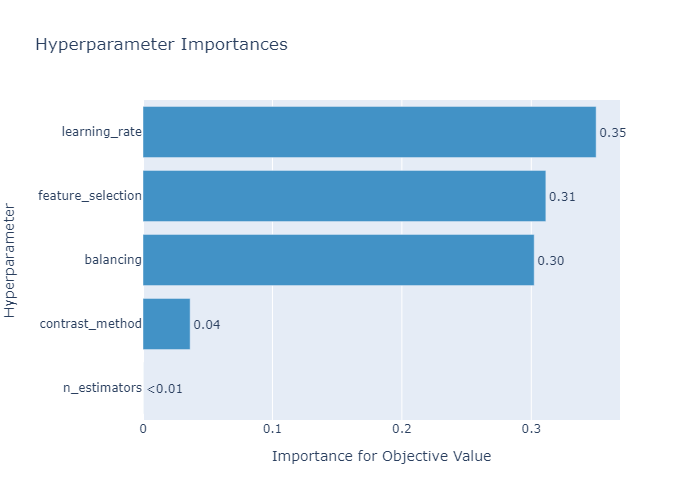 Hyperparameter Importances
Hyperparameter
learning_rate
0.35
feature_selection
0.31
balancing
0.30
contrast_method
0.04
n_estimators
<0.01
0
0.1
0.2
0.3
Importance for Objective Value